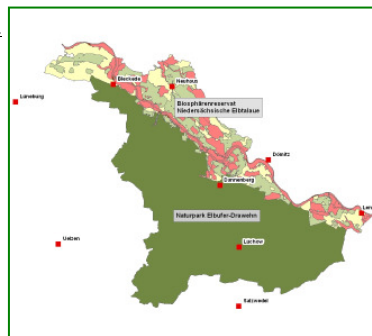 Bleckede
Neuhaus
Lüneburg
Biosphärenreservat
Niedersächsische Elbtalaue
Dömitz
Dannenberg
Naturpark Elbufer-Drawehn
Uelzen
Lüchow
Salzwedel